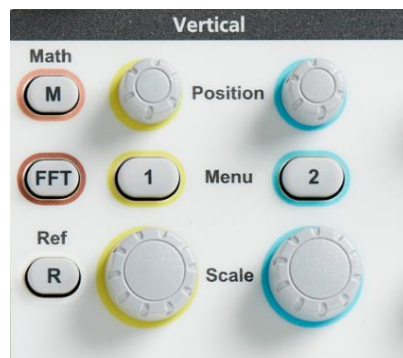 Vertical
Math
M
Position
FFT
1
Menu
2
Ref
R
Scale